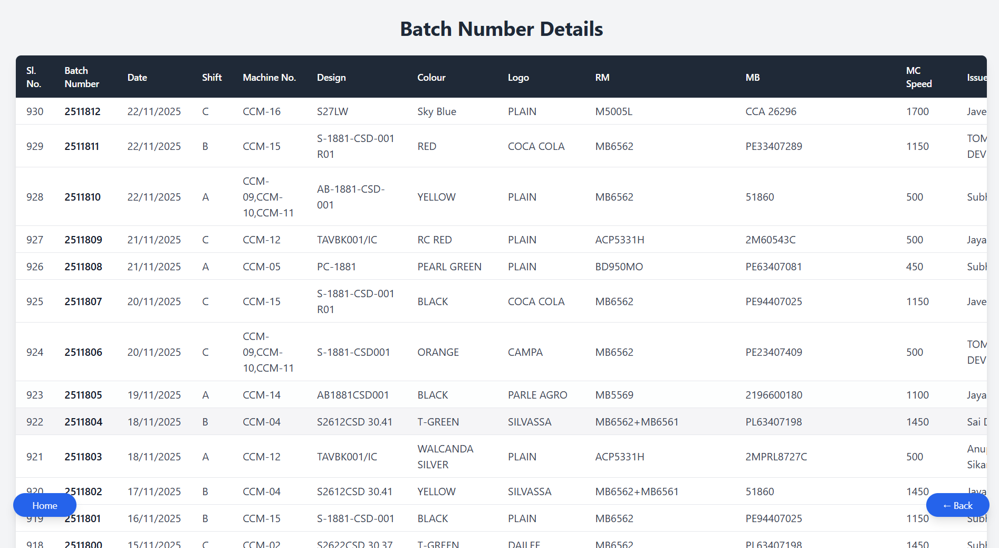 Batch Number Details
Sl. No. Batch Number Date Shift Machine No. Design Colour Logo RM MB MC Speed Issue
930 2511812 22/11/2025 C CCM-16 S27LW Sky Blue PLAIN M5005L CCA 26296 1700 Jave
929 2511811 22/11/2025 B CCM-15 S-1881-CSD-001 R01 RED COCA COLA MB6562 PE33407289 1150 TOM DEV
928 2511810 22/11/2025 A CCM-09,CCM-10,CCM-11 AB-1881-CSD-001 YELLOW PLAIN MB6562 51860 500 Subh
927 2511809 21/11/2025 C CCM-12 TAVBK001/IC RC RED PLAIN ACP5331H 2M60543C 500 Jaya
926 2511808 21/11/2025 A CCM-05 PC-1881 PEARL GREEN PLAIN BD950MO PE63407081 450 Subh
925 2511807 20/11/2025 C CCM-15 S-1881-CSD-001 R01 BLACK COCA COLA MB6562 PE94407025 1150 Jave
924 2511806 20/11/2025 C CCM-09,CCM-10,CCM-11 S-1881-CSD001 ORANGE CAMPA MB6562 PE23407409 500 TOM DEV
923 2511805 19/11/2025 A CCM-14 AB1881CSD001 BLACK PARLE AGRO MB5569 2196600180 1100 Jaya
922 2511804 18/11/2025 B CCM-04 S2612CSD 30.41 T-GREEN SILVASSA MB6562+MB6561 PL63407198 1450 Sai
921 2511803 18/11/2025 A CCM-12 TAVBK001/IC WALCANDA SILVER PLAIN ACP5331H 2MPRL8727C 500 Anup Sika
920 2511802 17/11/2025 B CCM-04 S2612CSD 30.41 YELLOW SILVASSA MB6562+MB6561 51860 1450 Jaya
Home
← Back
919 2511801 16/11/2025 B CCM-15 S-1881-CSD-001 BLACK PLAIN MB6562 PE94407025 1150 Subh
918 2511800 15/11/2025 C CCM-02 S2622CSD 30.37 T-GREEN DAILEE MB6562 PL63407198 1450 Subh